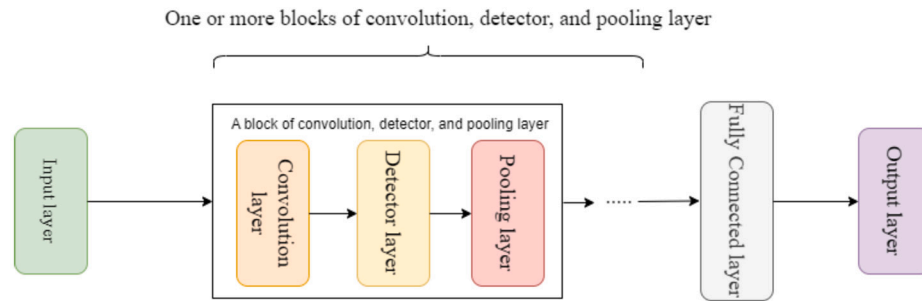 One or more blocks of convolution, detector, and pooling layer
A block of convolution, detector, and pooling layer
Input layer
Convolution
layer
Detector layer
Pooling layer
.....
Fully Connected layer
Output layer